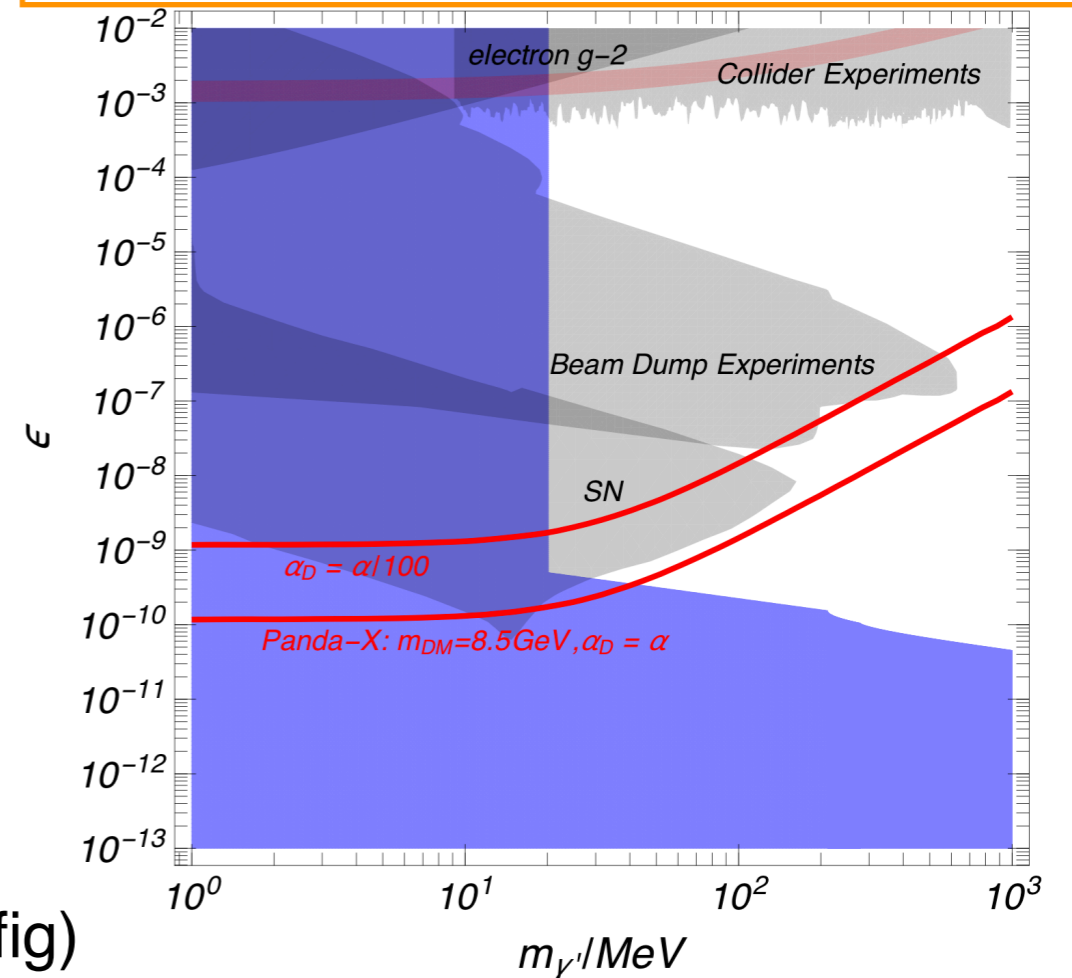 10⁻²
electron g−2
Collider Experiments
10⁻³
10⁻⁴
10⁻⁵
10⁻⁶
Beam Dump Experiments
10⁻⁷
ϵ
10⁻⁸
SN
10⁻⁹
α_D = α/100
10⁻¹⁰
Panda−X: m_DM=8.5GeV,α_D = α
10⁻¹¹
10⁻¹²
10⁻¹³
10⁰ 10¹ 10² 10³
fig)
m_γ'/MeV